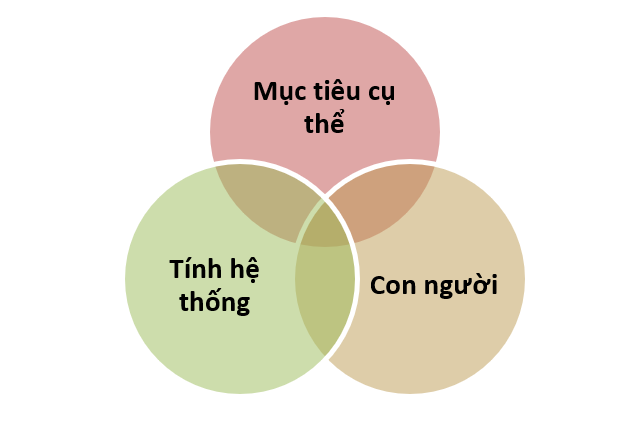 Mục tiêu cụ
thể
Tính hệ
thống
Con người